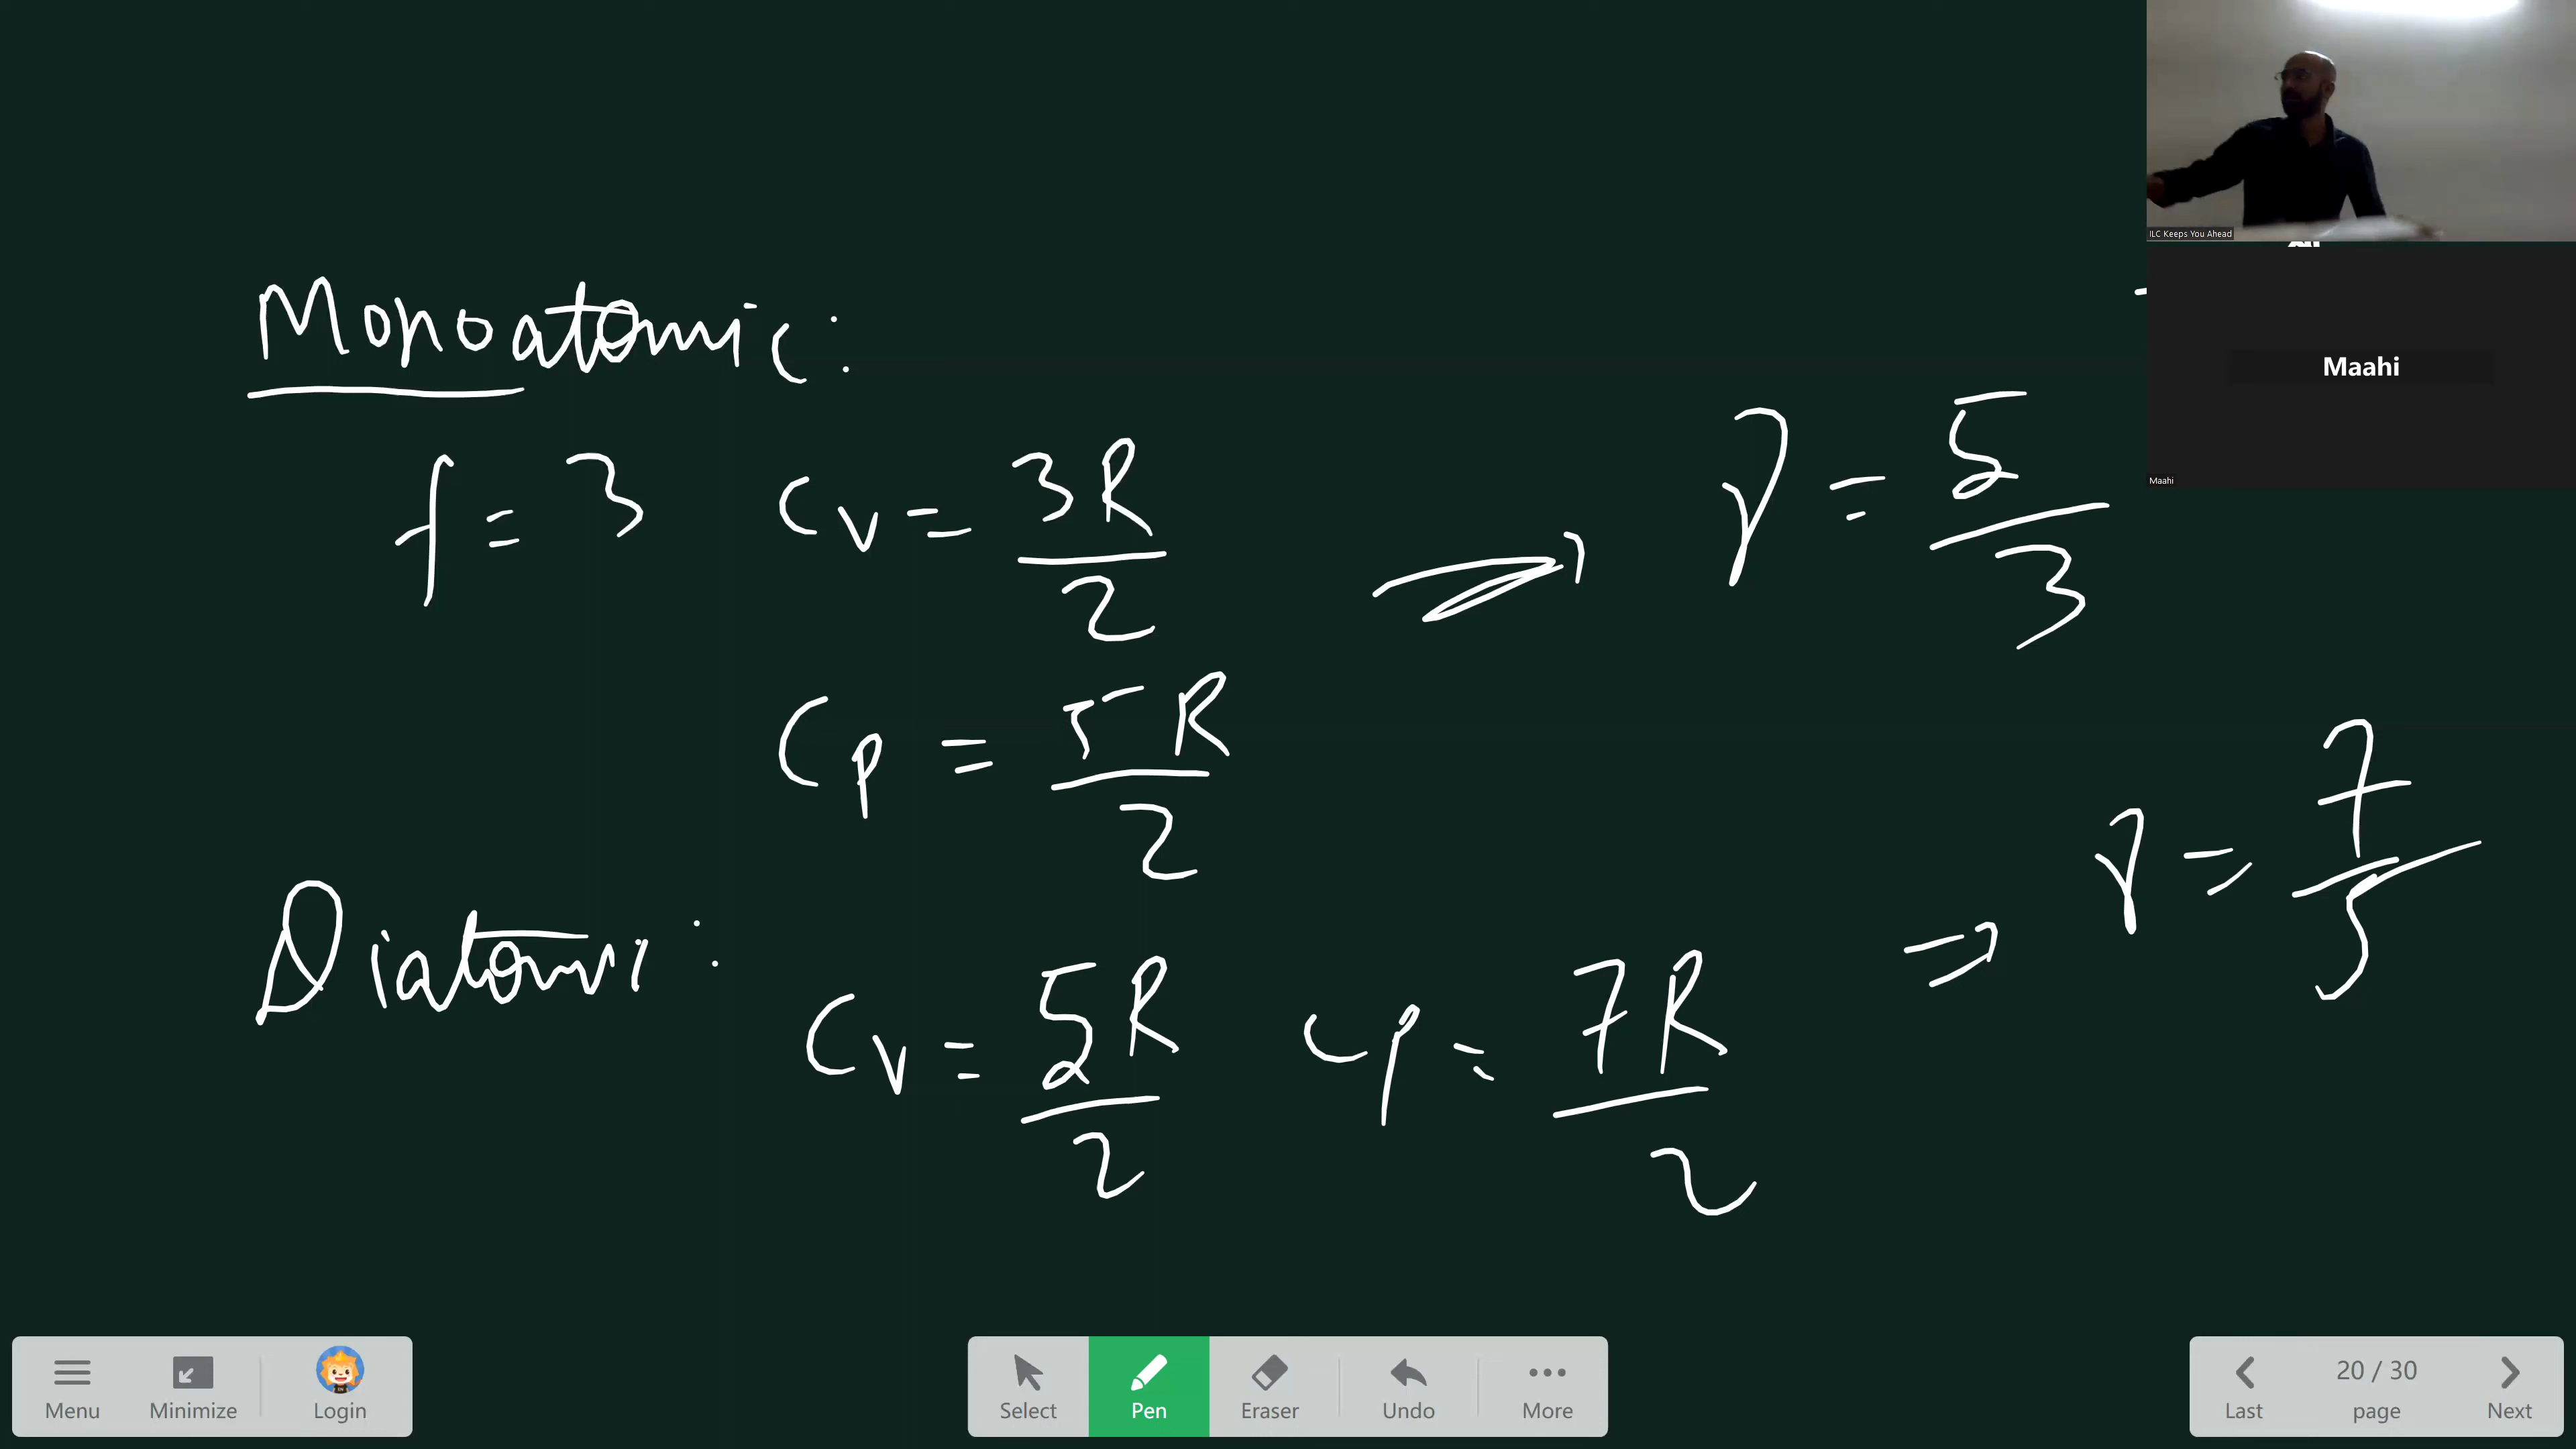 ILC Keeps You Ahead
Maahi
Maahi
Monoatomic:
f = 3 Cv = 3R/2 ⇒ γ = 5/3
Cp = 5R/2
Diatomi: ⇒ γ = 7/5
Cv = 5R/2 Cp = 7R/2
Menu Minimize Login Select Pen Eraser Undo More Last 20 / 30 page Next